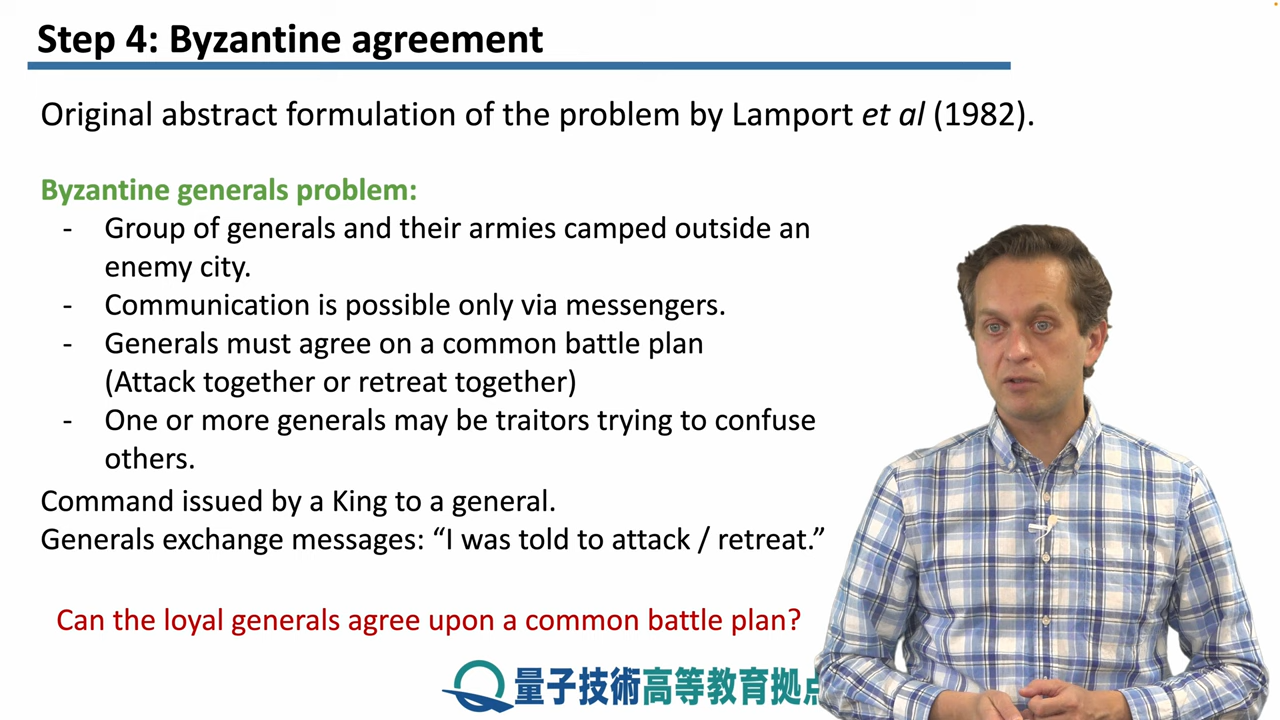 Step 4: Byzantine agreement
Original abstract formulation of the problem by Lamport et al (1982).
Byzantine generals problem:
- Group of generals and their armies camped outside an
enemy city.
- Communication is possible only via messengers.
- Generals must agree on a common battle plan
(Attack together or retreat together)
- One or more generals may be traitors trying to confuse
others.
Command issued by a King to a general.
Generals exchange messages: “I was told to attack / retreat.”
Can the loyal generals agree upon a common battle plan?
量子技術高等教育拠点